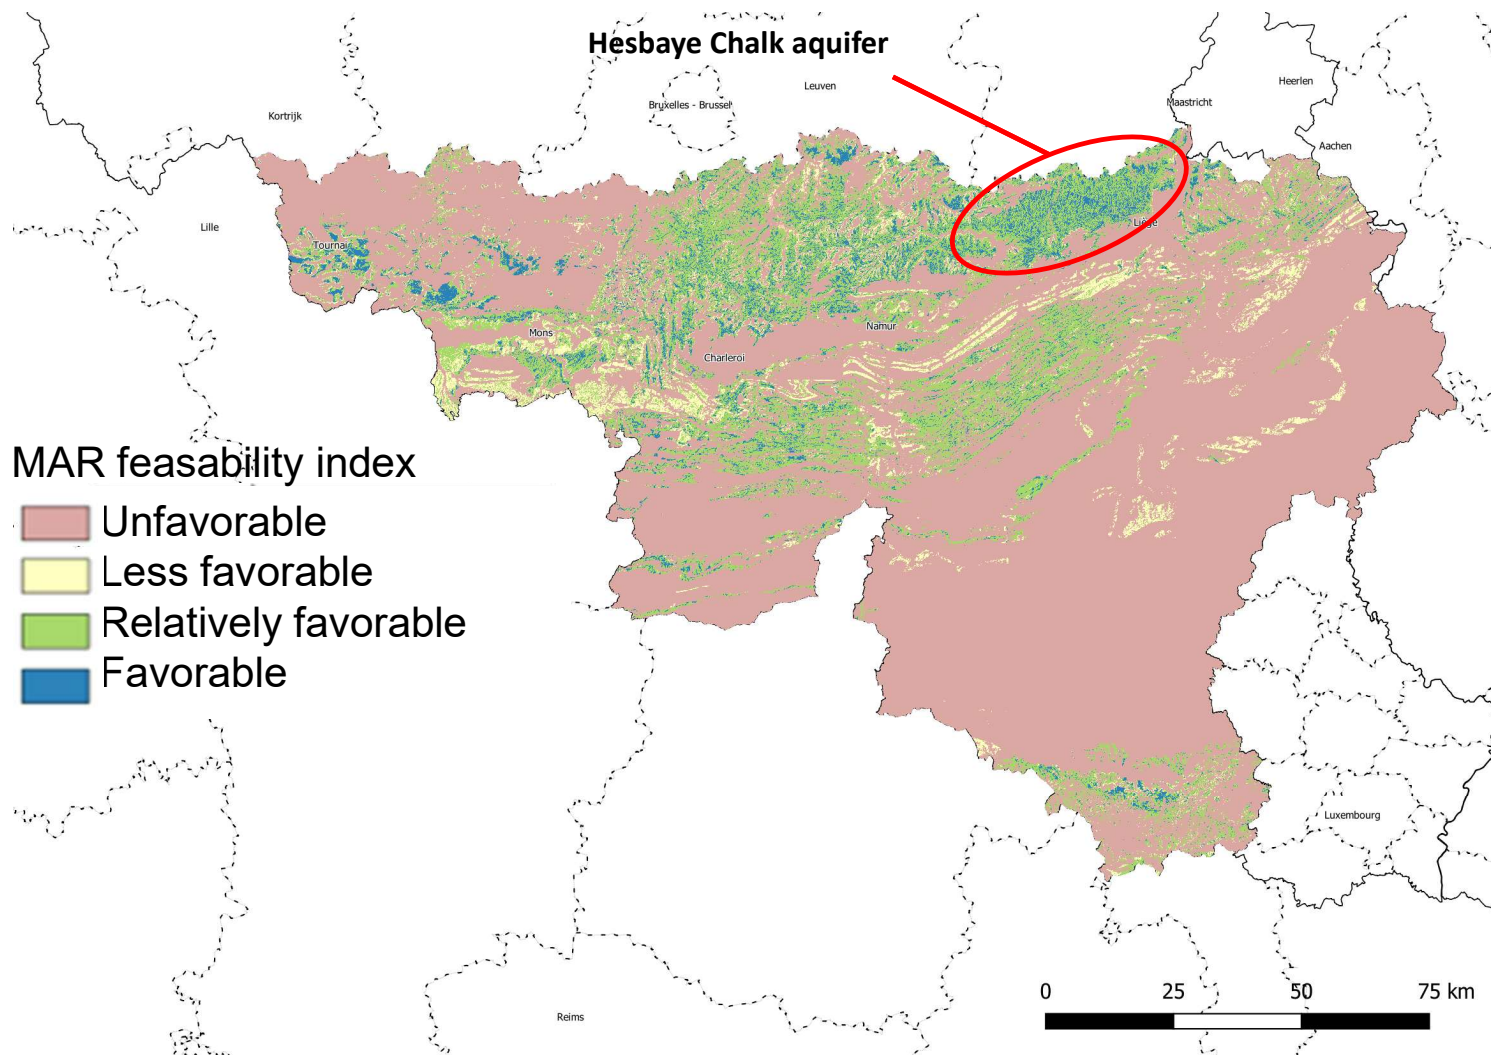 Hesbaye Chalk aquifer
Heerlen
Leuven
Maastricht
Bruxelles - Brussel
Kortrijk
Aachen
Lille
Tournai
Liège
Mons
Namur
Charleroi
MAR feasability index
Unfavorable
Less favorable
Relatively favorable
Favorable
Luxembourg
0 25 50 75 km
Reims